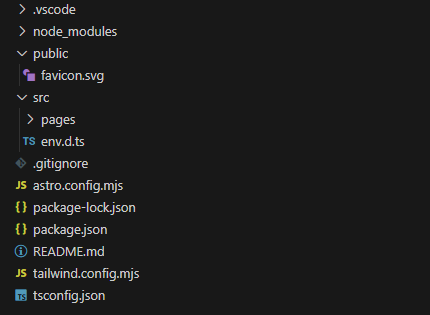 .vscode
node_modules
public
favicon.svg
src
pages
TS env.d.ts
.gitignore
JS astro.config.mjs
{} package-lock.json
{} package.json
README.md
JS tailwind.config.mjs
TS tsconfig.json